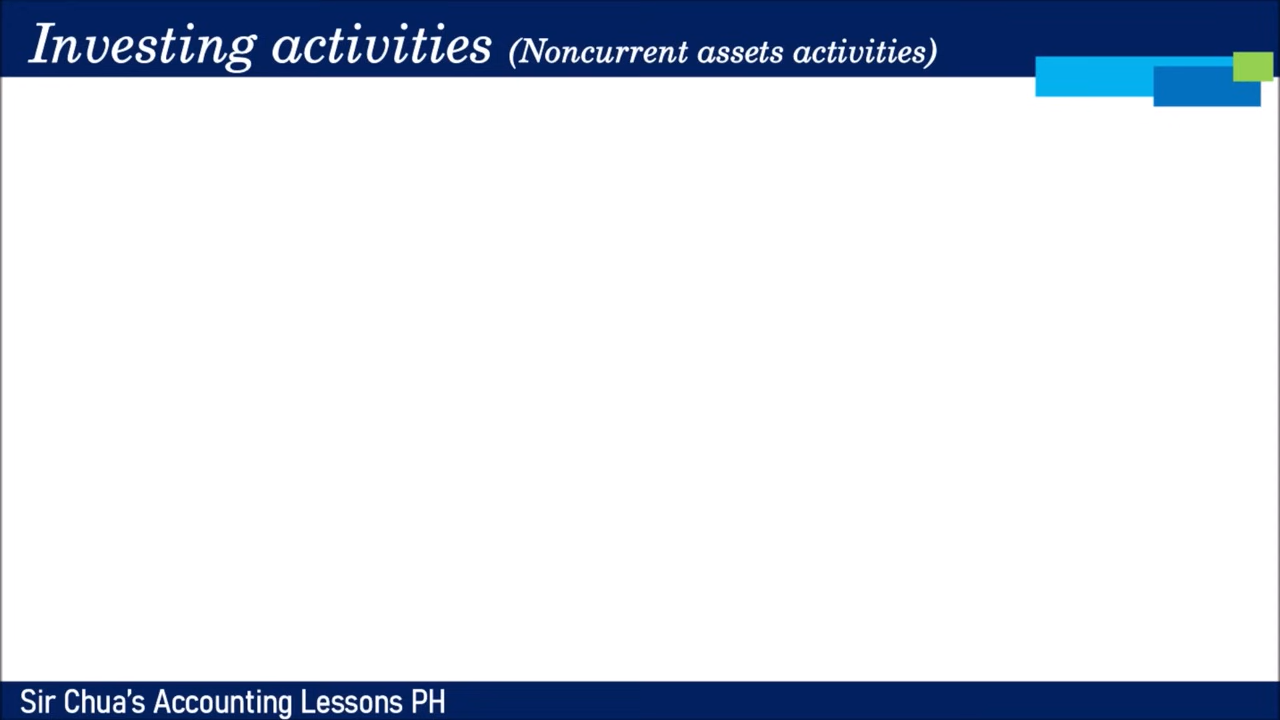 Investing activities (Noncurrent assets activities)
Sir Chua's Accounting Lessons PH